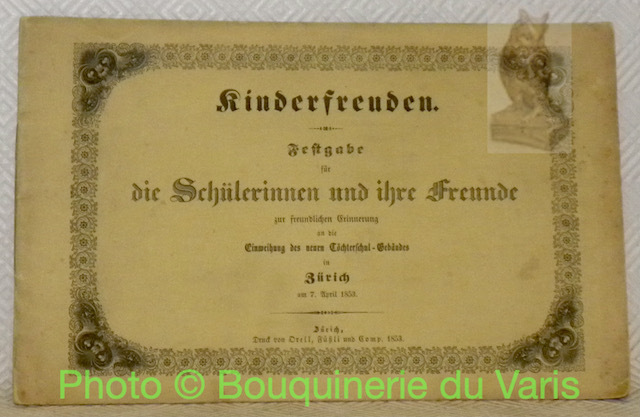 Kinderfreuden.
Festgabe
für
die Schülerinnen und ihre Freunde
zur freundlichen Erinnerung
an die
Einweihung des neuen Töchterschul-Gebäudes
in
Zürich
am 7. April 1853.
Zürich,
Druck von Orell, Füßli und Comp. 1853.
Photo © Bouquinerie du Varis